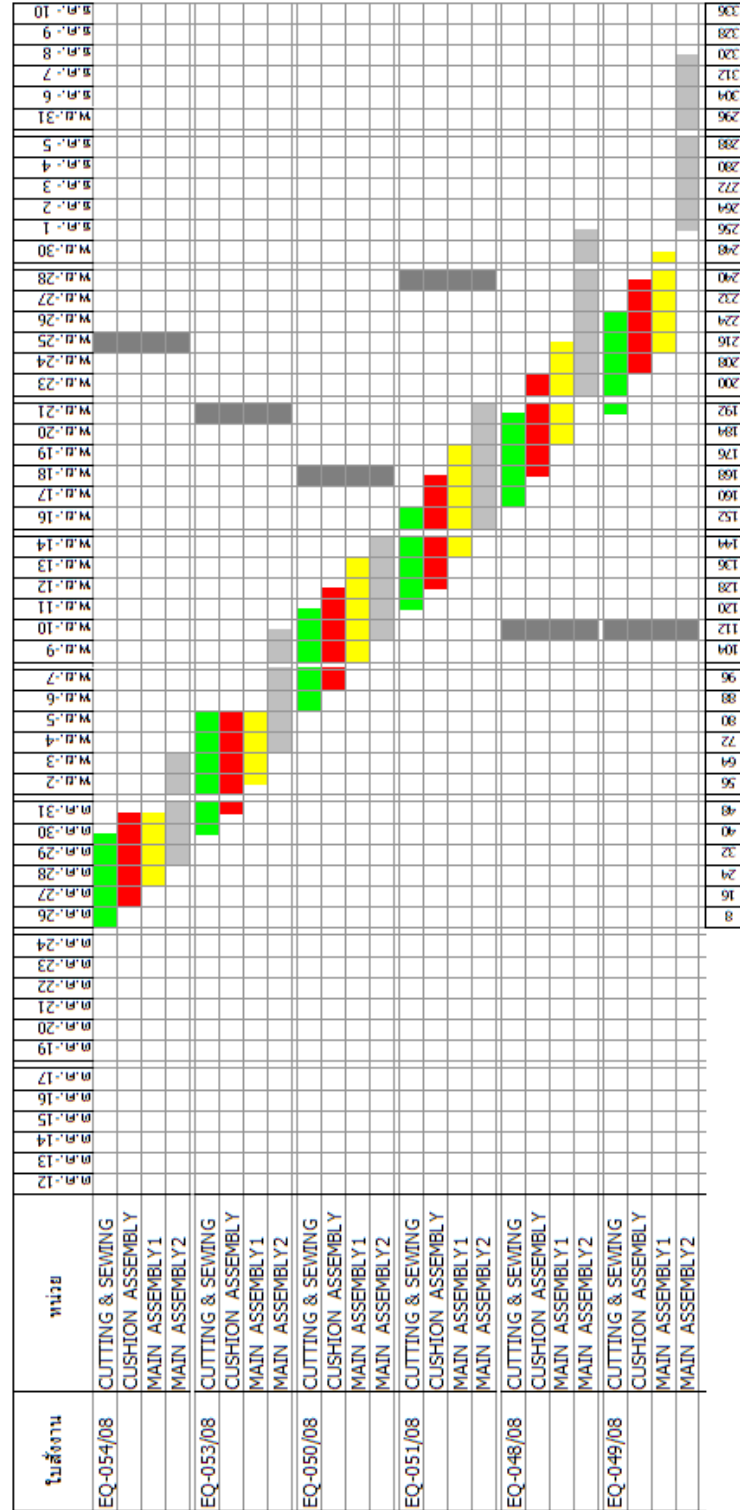 ใบสั่งงาน
หน่วย
ต.ค.-12
ต.ค.-13
ต.ค.-14
ต.ค.-15
ต.ค.-16
ต.ค.-17
ต.ค.-19
ต.ค.-20
ต.ค.-21
ต.ค.-22
ต.ค.-23
ต.ค.-24
ต.ค.-26
ต.ค.-27
ต.ค.-28
ต.ค.-29
ต.ค.-30
ต.ค.-31
พ.ย.-2
พ.ย.-3
พ.ย.-4
พ.ย.-5
พ.ย.-6
พ.ย.-7
พ.ย.-9
พ.ย.-10
พ.ย.-11
พ.ย.-12
พ.ย.-13
พ.ย.-14
พ.ย.-16
พ.ย.-17
พ.ย.-18
พ.ย.-19
พ.ย.-20
พ.ย.-21
พ.ย.-23
พ.ย.-24
พ.ย.-25
พ.ย.-26
พ.ย.-27
พ.ย.-28
พ.ย.-30
ธ.ค.- 1
ธ.ค.- 2
ธ.ค.- 3
ธ.ค.- 4
ธ.ค.- 5
พ.ย.-31
ธ.ค.- 6
ธ.ค.- 7
ธ.ค.- 8
ธ.ค.- 9
ธ.ค.- 10
EQ-054/08 CUTTING & SEWING
CUSHION ASSEMBLY
MAIN ASSEMBLY1
MAIN ASSEMBLY2
EQ-053/08 CUTTING & SEWING
CUSHION ASSEMBLY
MAIN ASSEMBLY1
MAIN ASSEMBLY2
EQ-050/08 CUTTING & SEWING
CUSHION ASSEMBLY
MAIN ASSEMBLY1
MAIN ASSEMBLY2
EQ-051/08 CUTTING & SEWING
CUSHION ASSEMBLY
MAIN ASSEMBLY1
MAIN ASSEMBLY2
EQ-048/08 CUTTING & SEWING
CUSHION ASSEMBLY
MAIN ASSEMBLY1
MAIN ASSEMBLY2
EQ-049/08 CUTTING & SEWING
CUSHION ASSEMBLY
MAIN ASSEMBLY1
MAIN ASSEMBLY2
8
16
24
32
40
48
56
64
72
80
88
96
104
112
120
128
136
144
152
160
168
176
184
192
200
208
216
224
232
240
248
256
264
272
280
288
296
304
312
320
328
336